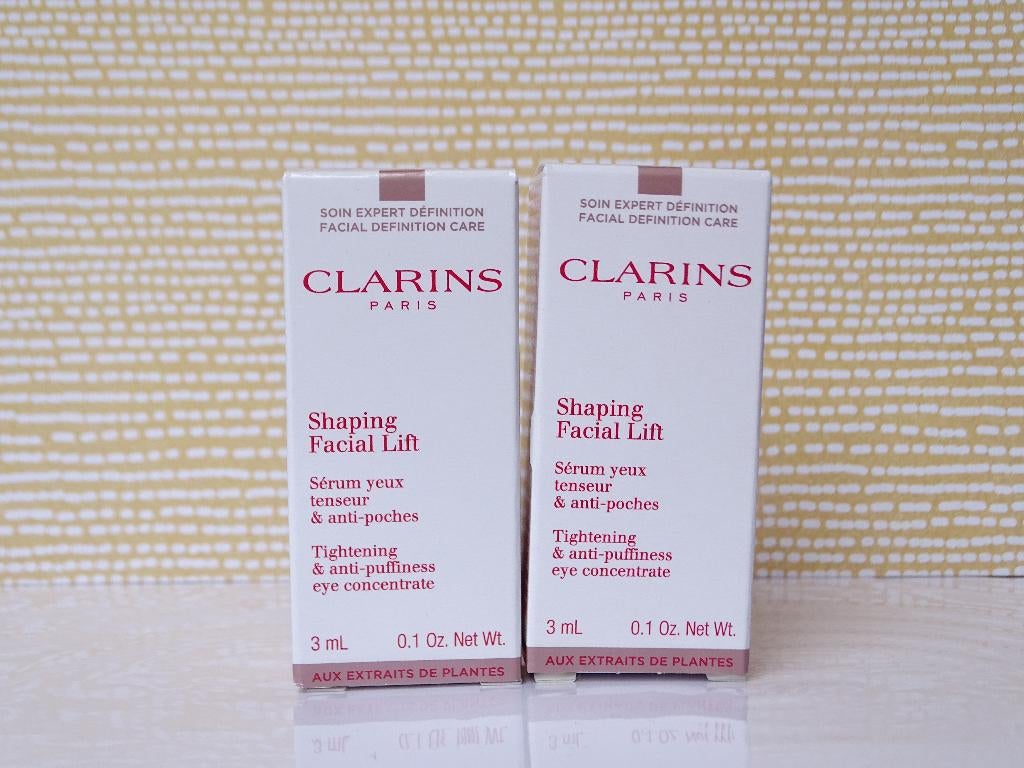 SOIN EXPERT DÉFINITION
FACIAL DEFINITION CARE
CLARINS
PARIS
Shaping
Facial Lift
Sérum yeux
tenseur
& anti-poches
Tightening
& anti-puffiness
eye concentrate
3 mL 0.1 Oz. Net Wt.
AUX EXTRAITS DE PLANTES
SOIN EXPERT DÉFINITION
FACIAL DEFINITION CARE
CLARINS
PARIS
Shaping
Facial Lift
Sérum yeux
tenseur
& anti-poches
Tightening
& anti-puffiness
eye concentrate
3 mL 0.1 Oz. Net Wt.
AUX EXTRAITS DE PLANTES